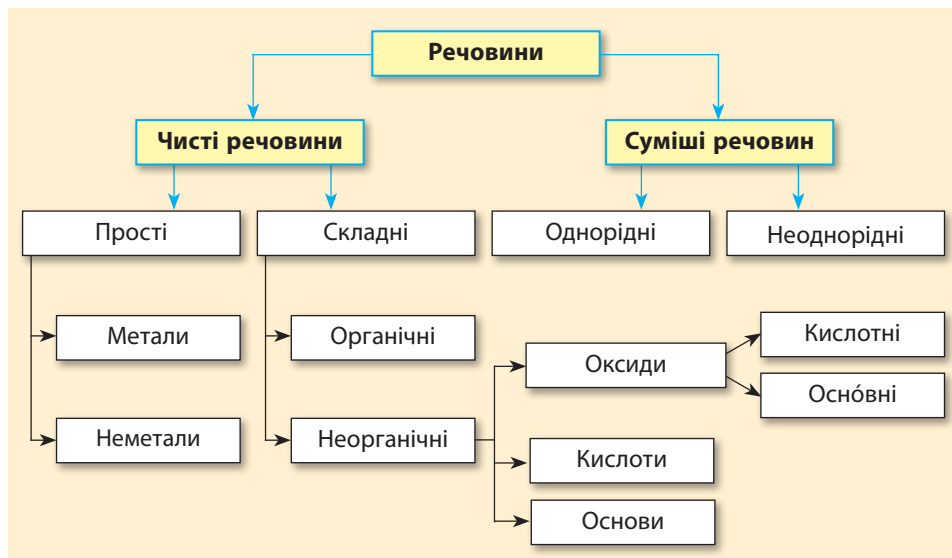 Речовини
Чисті речовини
Суміші речовин
Прості
Складні
Однорідні
Неоднорідні
Метали
Органічні
Оксиди
Кислотні
Осно́вні
Неметали
Неорганічні
Кислоти
Основи